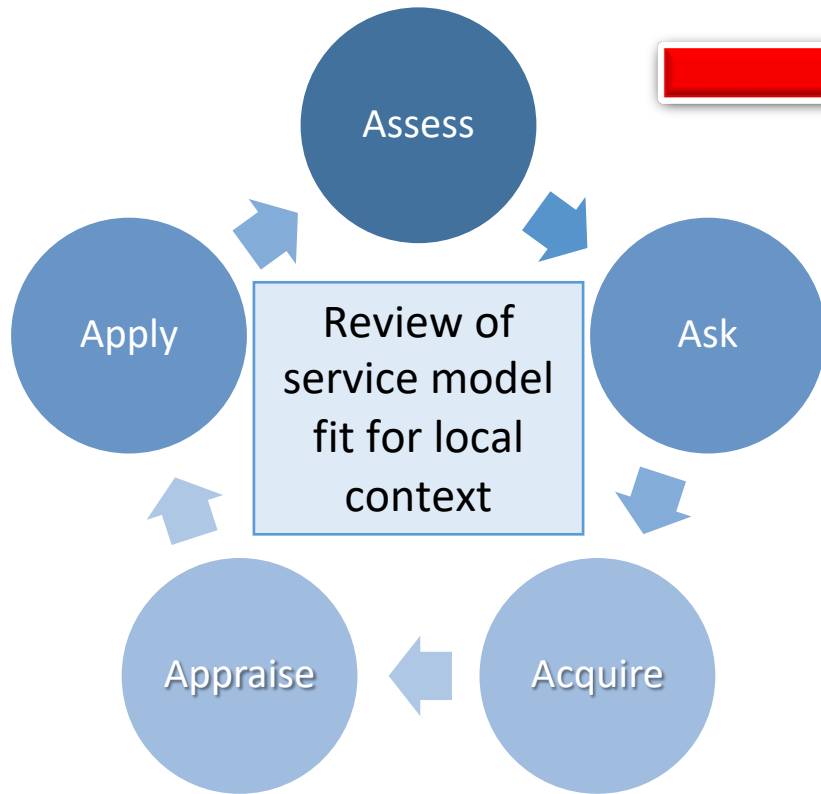 Assess
Ask
Apply
Review of
service model
fit for local
context
Acquire
Appraise